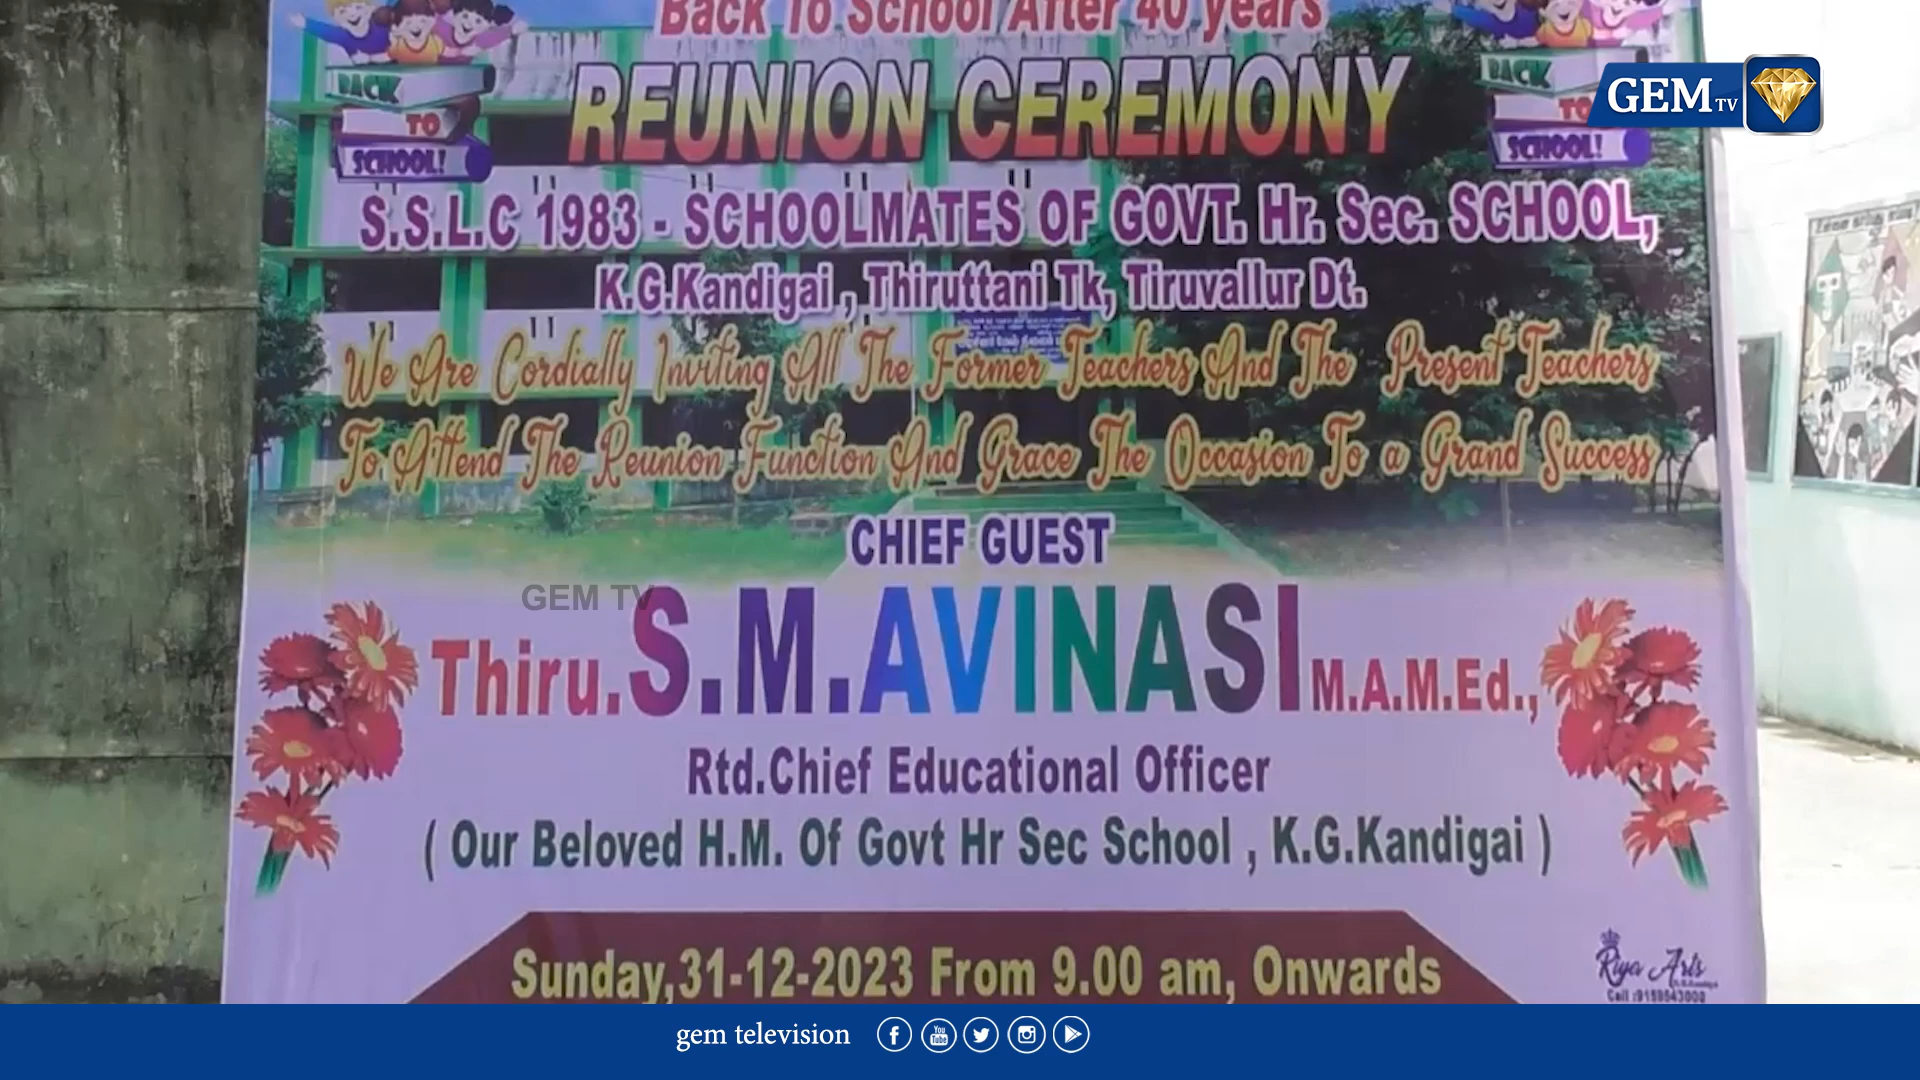 Back To School After 40 years
BACK
TO
SCHOOL!
REUNION CEREMONY
BACK
TO
SCHOOL!
GEM TV
S.S.L.C 1983 - SCHOOLMATES OF GOVT. Hr. Sec. SCHOOL,
K.G.Kandigai , Thiruttani Tk, Tiruvallur Dt.
We Are Cordially Inviting All The Former Teachers And The Present Teachers
To Attend The Reunion Function And Grace The Occasion To a Grand Success
CHIEF GUEST
GEM TV
Thiru.S.M.AVINASI M.A.M.Ed.,
Rtd.Chief Educational Officer
( Our Beloved H.M. Of Govt Hr Sec School , K.G.Kandigai )
Sunday,31-12-2023 From 9.00 am, Onwards
Riya Arts
gem television